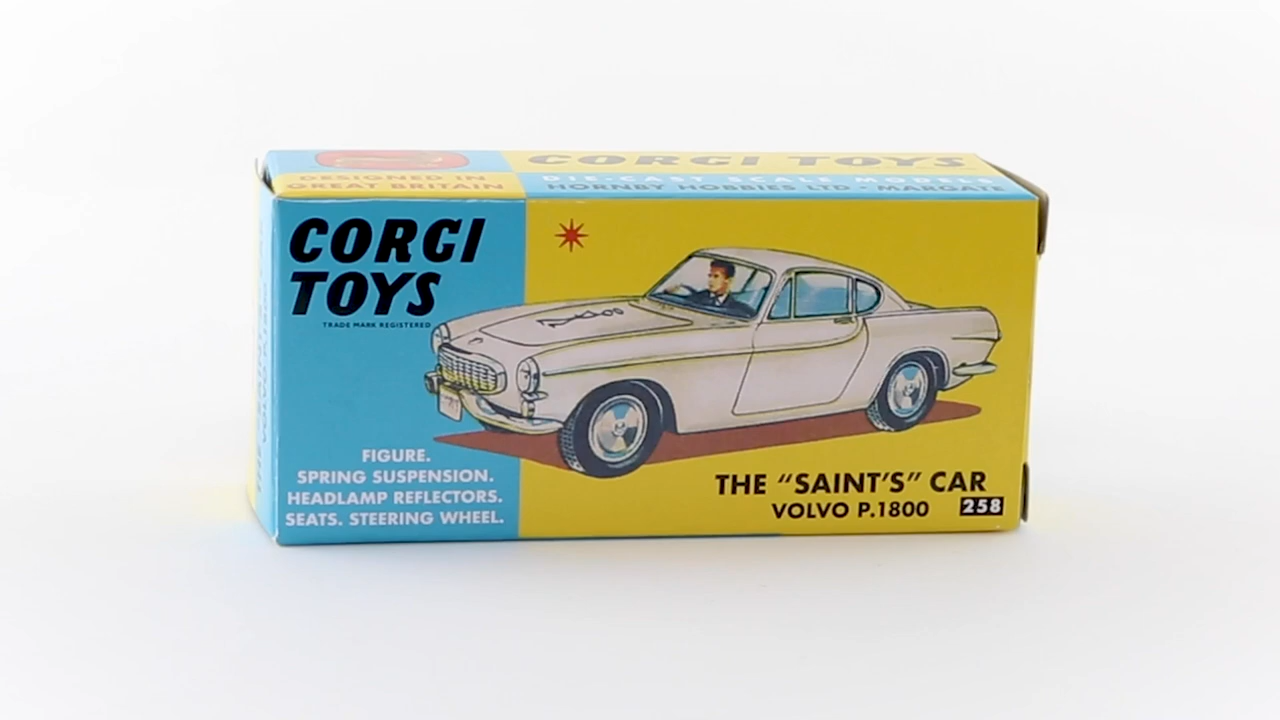 CORGI TOYS
DESIGNED IN
GREAT BRITAIN
DIE-CAST SCALE MODELS
HORNBY HOBBIES LTD · MARGATE
CORGI
TOYS
TRADE MARK REGISTERED
FIGURE.
SPRING SUSPENSION.
HEADLAMP REFLECTORS.
SEATS. STEERING WHEEL.
THE “SAINT’S” CAR
VOLVO P.1800
258